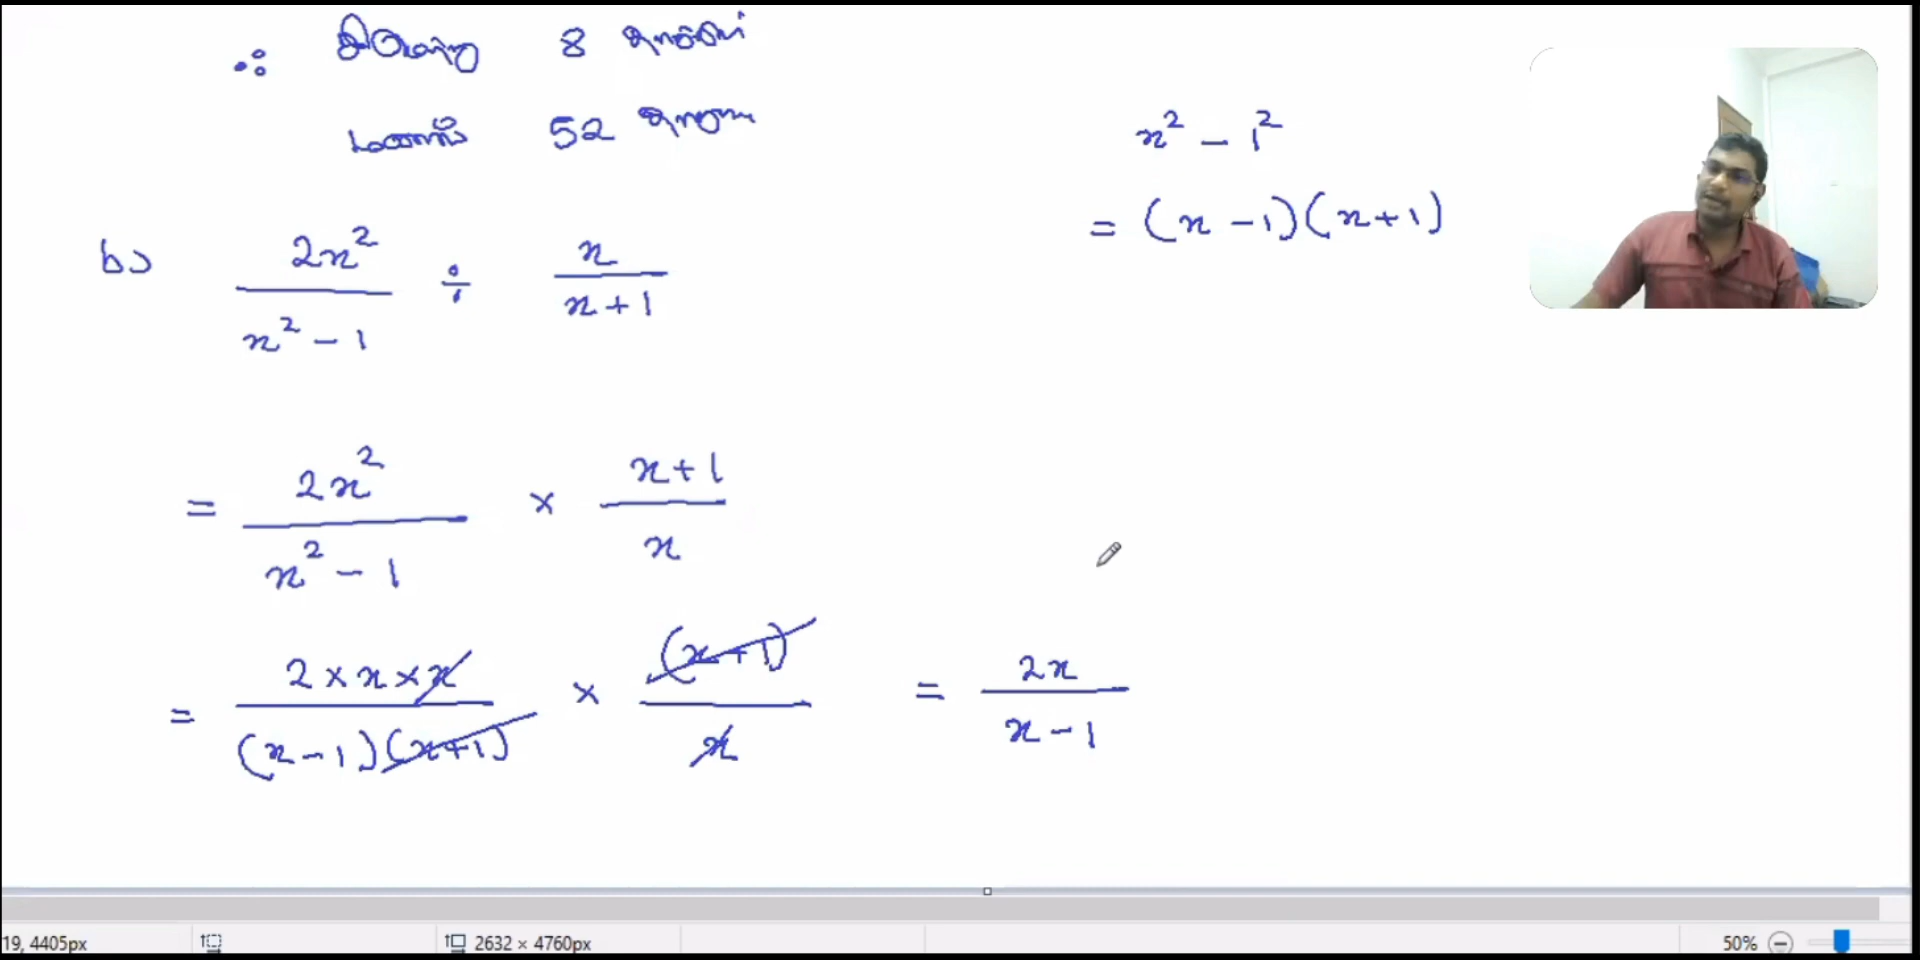 ∴ 8
52
x² - 1²
= (x - 1)(x + 1)
b) 2x² / x² - 1 ÷ x / x + 1
= 2x² / x² - 1 × x + 1 / x
= 2 × x × x / (x - 1)(x + 1) × (x + 1) / x = 2x / x - 1
19, 4405px
2632 × 4760px
50%